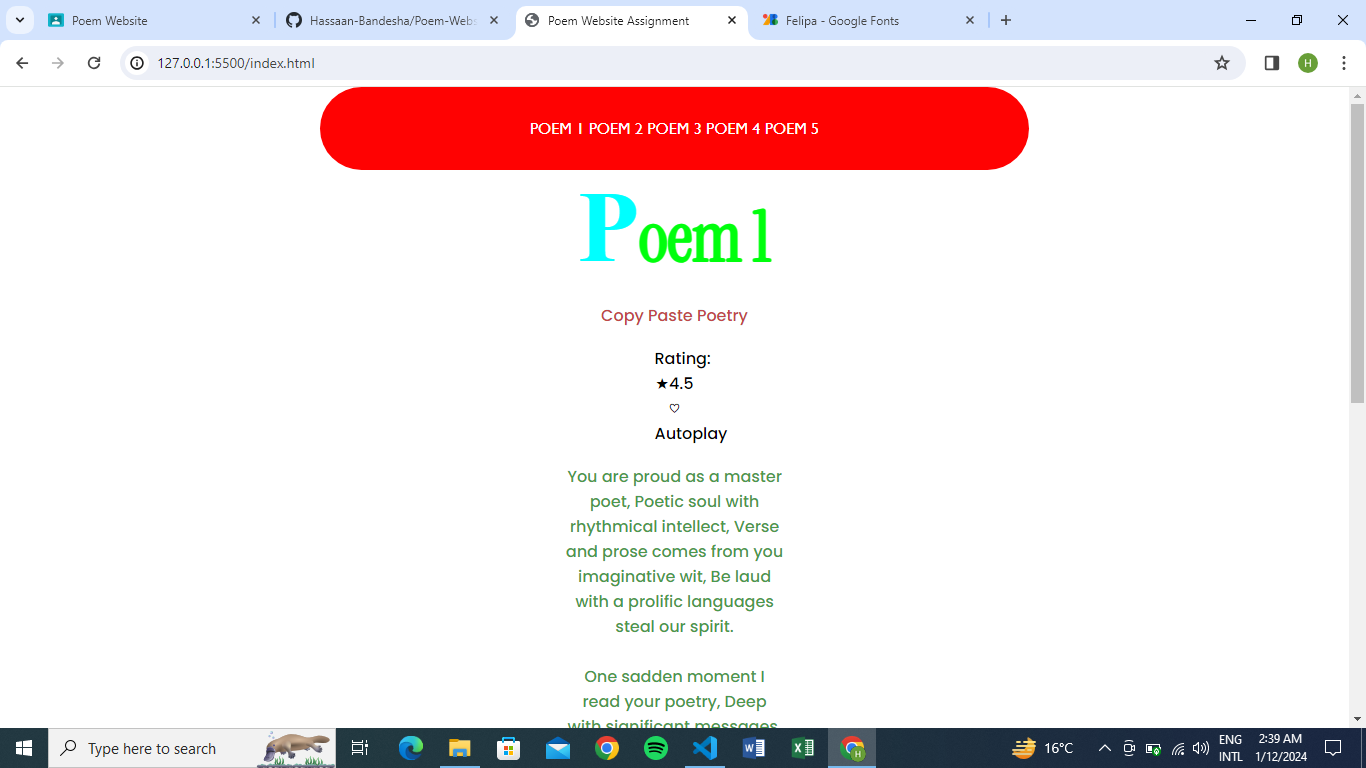 Poem Website
Hassaan-Bandesha/Poem-Webs
Poem Website Assignment
Felipa - Google Fonts
127.0.0.1:5500/index.html
H
POEM 1 POEM 2 POEM 3 POEM 4 POEM 5
Poem 1
Copy Paste Poetry
Rating:
★4.5
♡
Autoplay
You are proud as a master
poet, Poetic soul with
rhythmical intellect, Verse
and prose comes from you
imaginative wit, Be laud
with a prolific languages
steal our spirit.
One sadden moment I
read your poetry, Deep
with significant messages
Type here to search
H
16°C
ENG
INTL
2:39 AM
1/12/2024